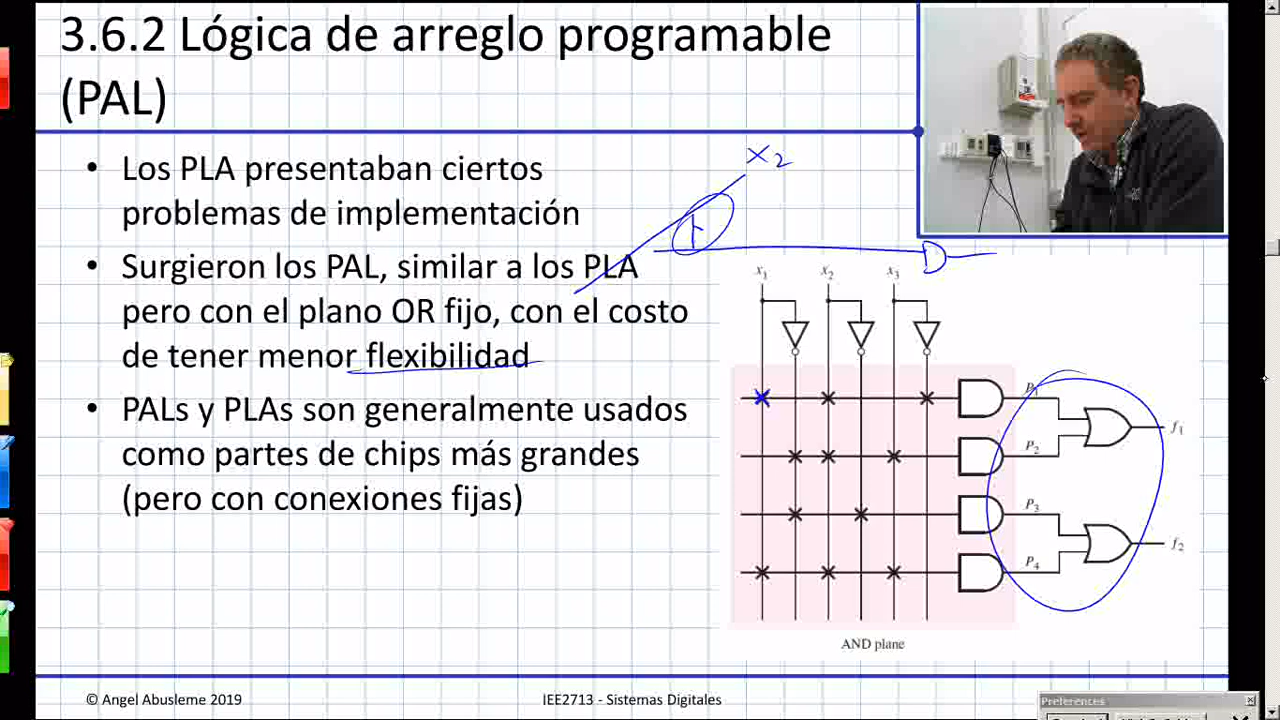 3.6.2 Lógica de arreglo programable
(PAL)
• Los PLA presentaban ciertos
problemas de implementación
• Surgieron los PAL, similar a los PLA
pero con el plano OR fijo, con el costo
de tener menor flexibilidad
• PALs y PLAs son generalmente usados
como partes de chips más grandes
(pero con conexiones fijas)
x2
x1 x2 x3
P1
f1
P2
P3
f2
P4
AND plane
© Angel Abusleme 2019
IEE2713 - Sistemas Digitales
Preferences